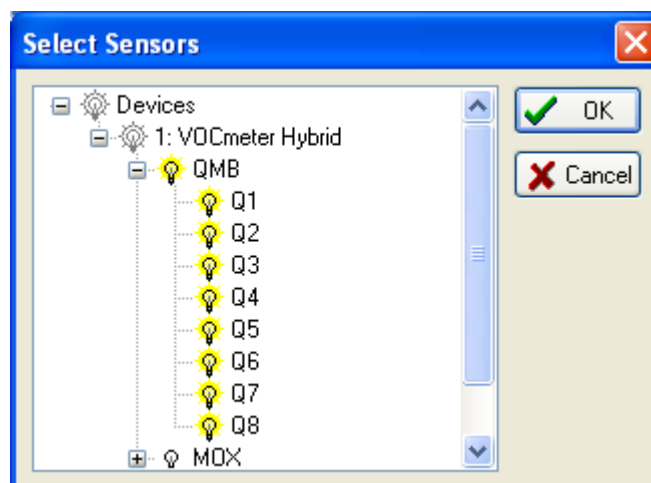 Select Sensors
Devices
OK
1: VOCmeter Hybrid
QMB
Cancel
Q1
Q2
Q3
Q4
Q5
Q6
Q7
Q8
MOX